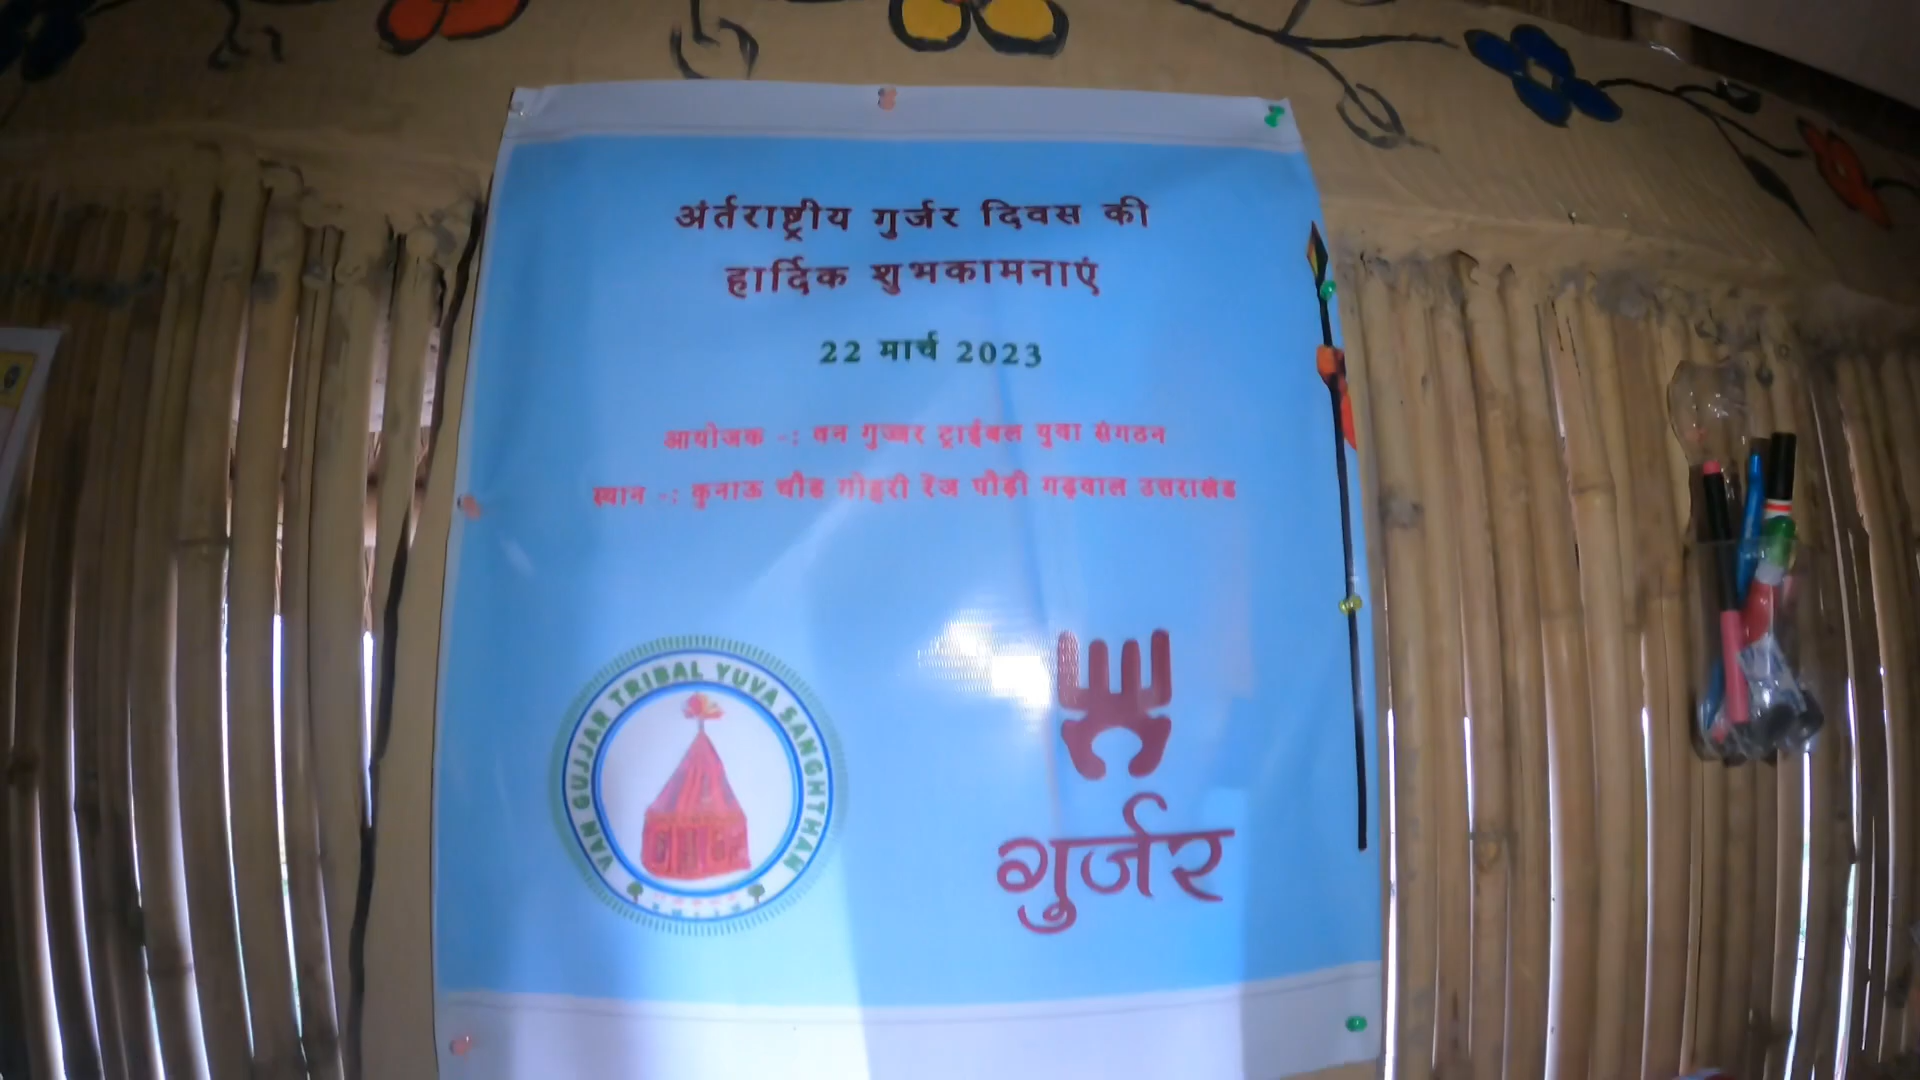 अंर्तराष्ट्रीय गुर्जर दिवस की
हार्दिक शुभकामनाएं
22 मार्च 2023
आयोजक -: वन गुज्जर ट्राईबल युवा संगठन
स्थान -: कुनाऊ चौड गोहरी रेंज पौड़ी गढ़वाल उत्तराखंड
VAN GUJJAR TRIBAL YUVA SANGHTHAN
गुर्जर